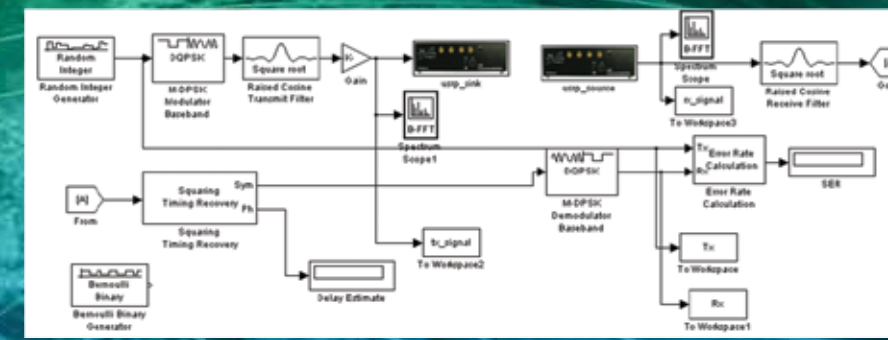 Random
Integer
Random Integer
Generator
DQPSK
M-DPSK
Modulator
Baseband
Square root
Raised Cosine
Transmit Filter
Gain
usrp_sink
B-FFT
Spectrum
Scope1
usrp_source
B-FFT
Spectrum
Scope
rx_signal
To Workspace3
Square root
Raised Cosine
Receive Filter
[A]
From
Squaring
Timing Recovery
Sym
Ph
Squaring
Timing Recovery
DQPSK
M-DPSK
Demodulator
Baseband
Tx
Rx
Error Rate
Calculation
Error Rate
Calculation
SER
tx_signal
To Workspace2
Delay Estimate
Tx
To Workspace
Rx
To Workspace1
Bernoulli
Binary
Bernoulli Binary
Generator